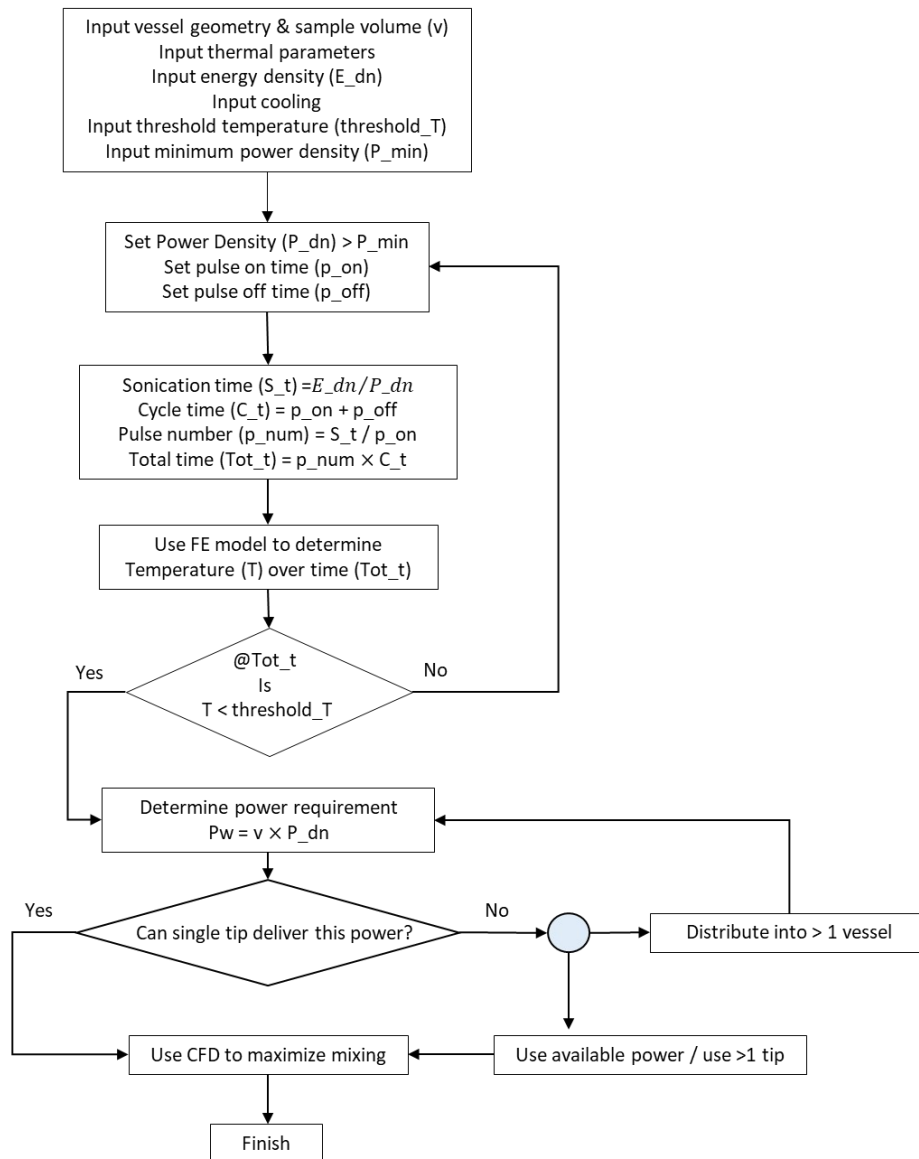 Input vessel geometry & sample volume (v)
Input thermal parameters
Input energy density (E_dn)
Input cooling
Input threshold temperature (threshold_T)
Input minimum power density (P_min)
Set Power Density (P_dn) > P_min
Set pulse on time (p_on)
Set pulse off time (p_off)
Sonication time (S_t) =E_dn/P_dn
Cycle time (C_t) = p_on + p_off
Pulse number (p_num) = S_t / p_on
Total time (Tot_t) = p_num × C_t
Use FE model to determine
Temperature (T) over time (Tot_t)
Yes
@Tot_t
Is
T < threshold_T
No
Determine power requirement
Pw = v × P_dn
Yes
Can single tip deliver this power?
No
Distribute into > 1 vessel
Use CFD to maximize mixing
Use available power / use >1 tip
Finish